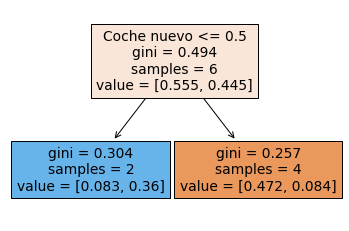 Coche nuevo <= 0.5
gini = 0.494
samples = 6
value = [0.555, 0.445]
gini = 0.304
samples = 2
value = [0.083, 0.36]
gini = 0.257
samples = 4
value = [0.472, 0.084]